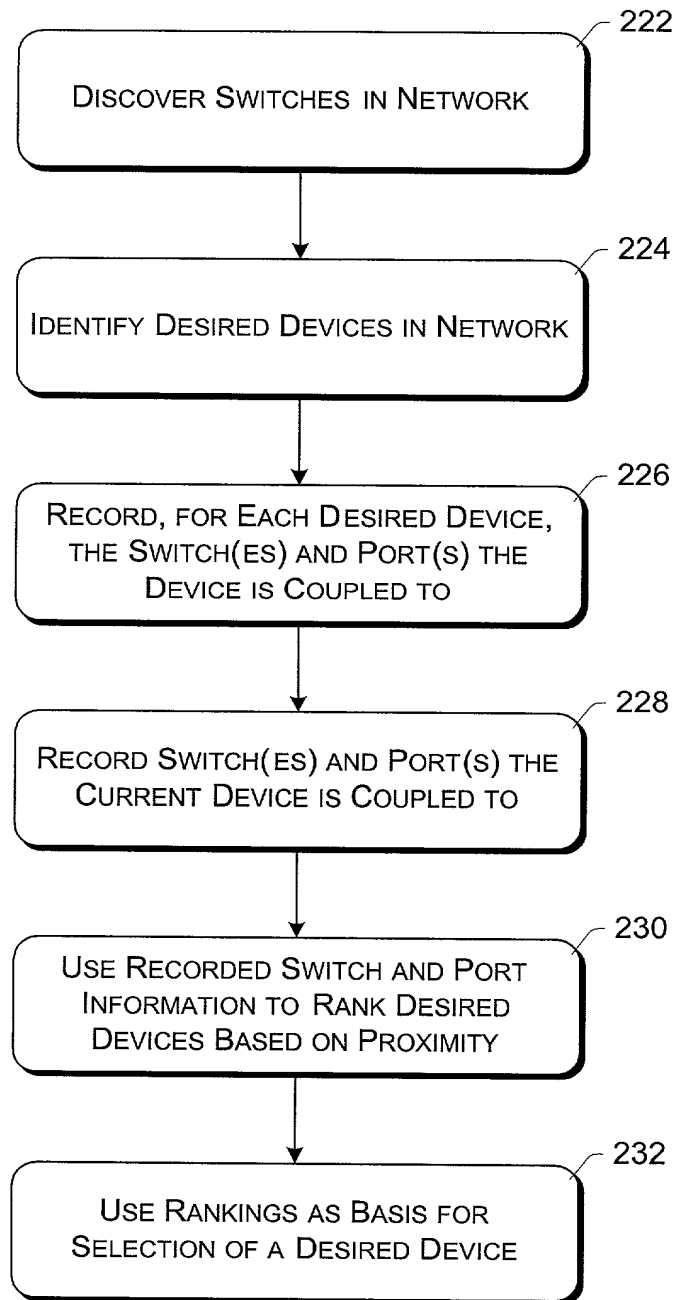 222
DISCOVER SWITCHES IN NETWORK
224
IDENTIFY DESIRED DEVICES IN NETWORK
226
RECORD, FOR EACH DESIRED DEVICE,
THE SWITCH(ES) AND PORT(S) THE
DEVICE IS COUPLED TO
228
RECORD SWITCH(ES) AND PORT(S) THE
CURRENT DEVICE IS COUPLED TO
230
USE RECORDED SWITCH AND PORT
INFORMATION TO RANK DESIRED
DEVICES BASED ON PROXIMITY
232
USE RANKINGS AS BASIS FOR
SELECTION OF A DESIRED DEVICE